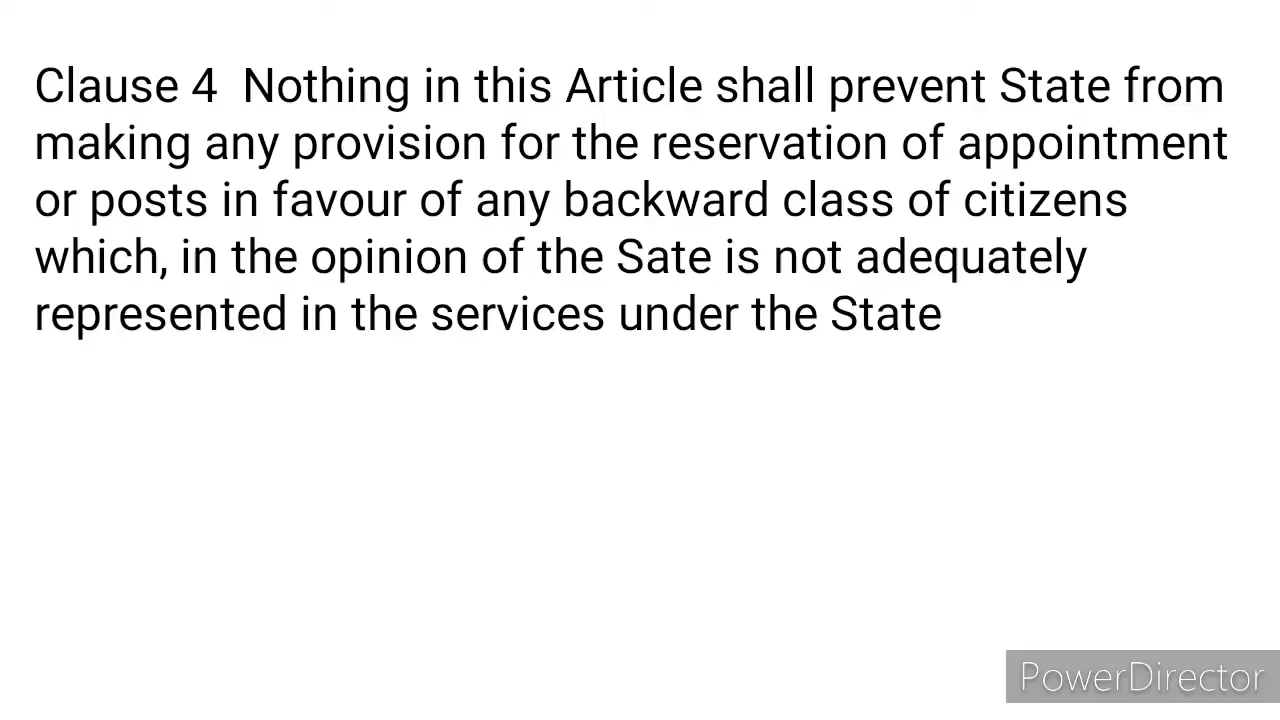 Clause 4  Nothing in this Article shall prevent State from
making any provision for the reservation of appointment
or posts in favour of any backward class of citizens
which, in the opinion of the Sate is not adequately
represented in the services under the State
PowerDirector